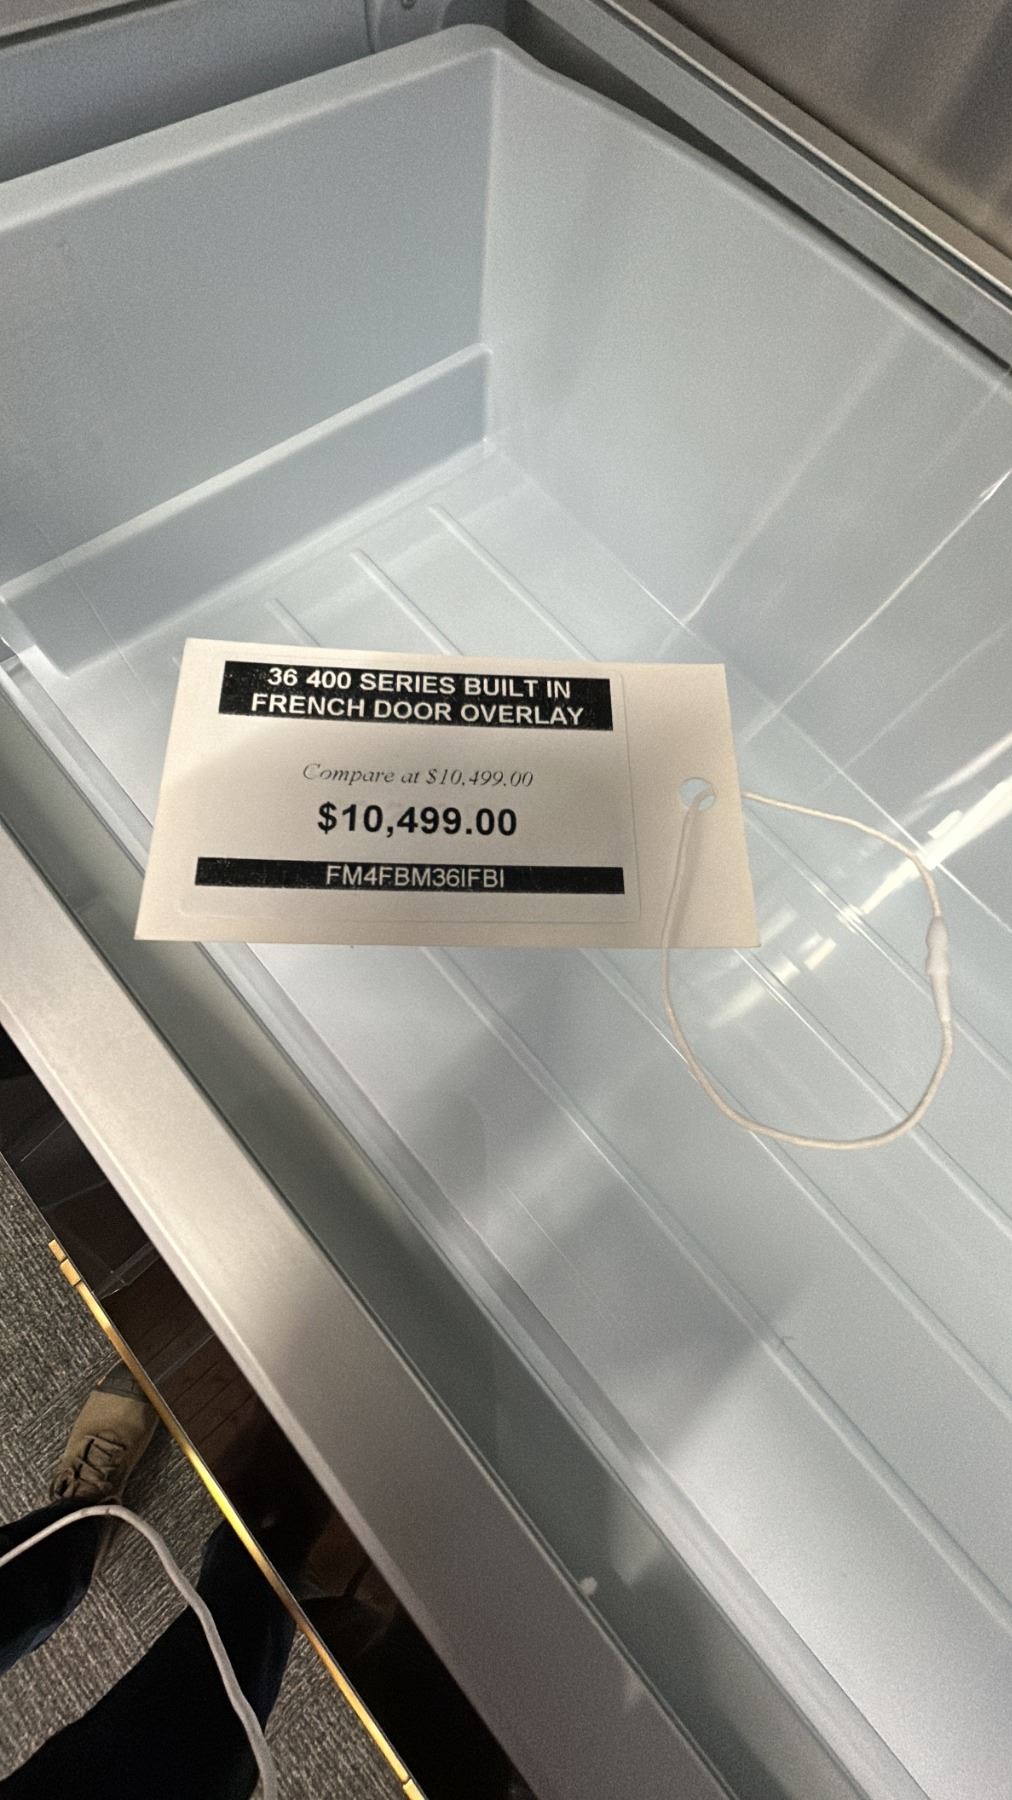 36 400 SERIES BUILT IN
FRENCH DOOR OVERLAY
Compare at $10,499.00
$10,499.00
FM4FBM36IFBI